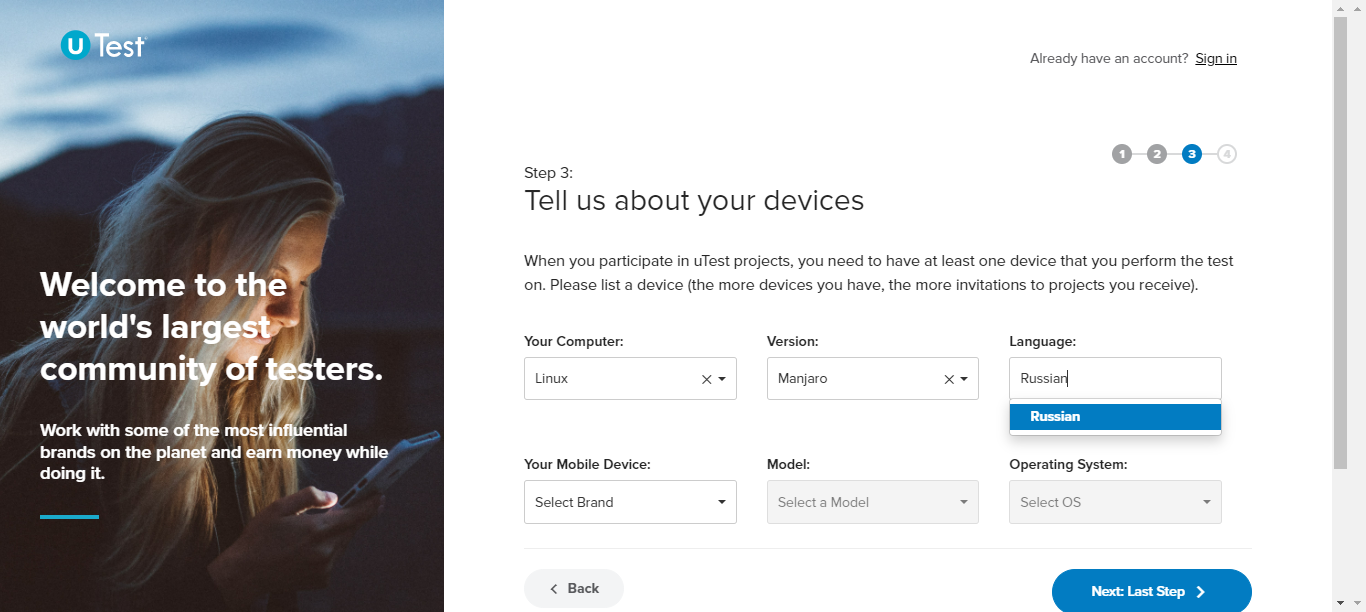 uTest
Already have an account? Sign in
1 2 3 4
Step 3:
Tell us about your devices
When you participate in uTest projects, you need to have at least one device that you perform the test
on. Please list a device (the more devices you have, the more invitations to projects you receive).
Welcome to the
world's largest
community of testers.
Work with some of the most influential
brands on the planet and earn money while
doing it.
Your Computer: Version: Language:
Linux Manjaro Russian
Russian
Your Mobile Device: Model: Operating System:
Select Brand Select a Model Select OS
Back Next: Last Step